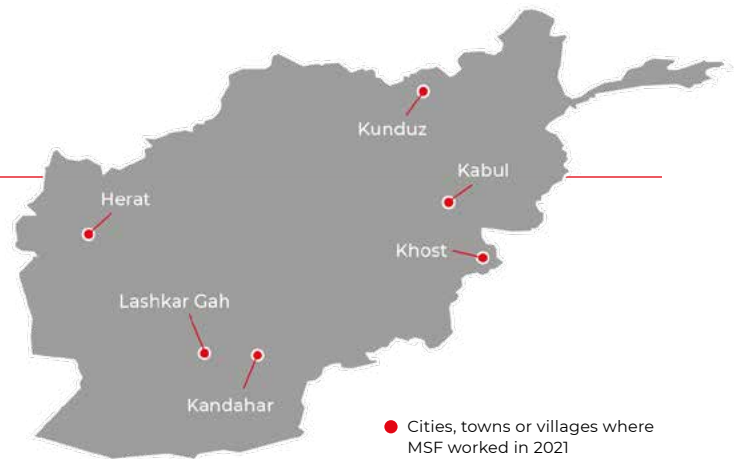 Kunduz
Kabul
Herat
Khost
Lashkar Gah
Kandahar
Cities, towns or villages where
MSF worked in 2021